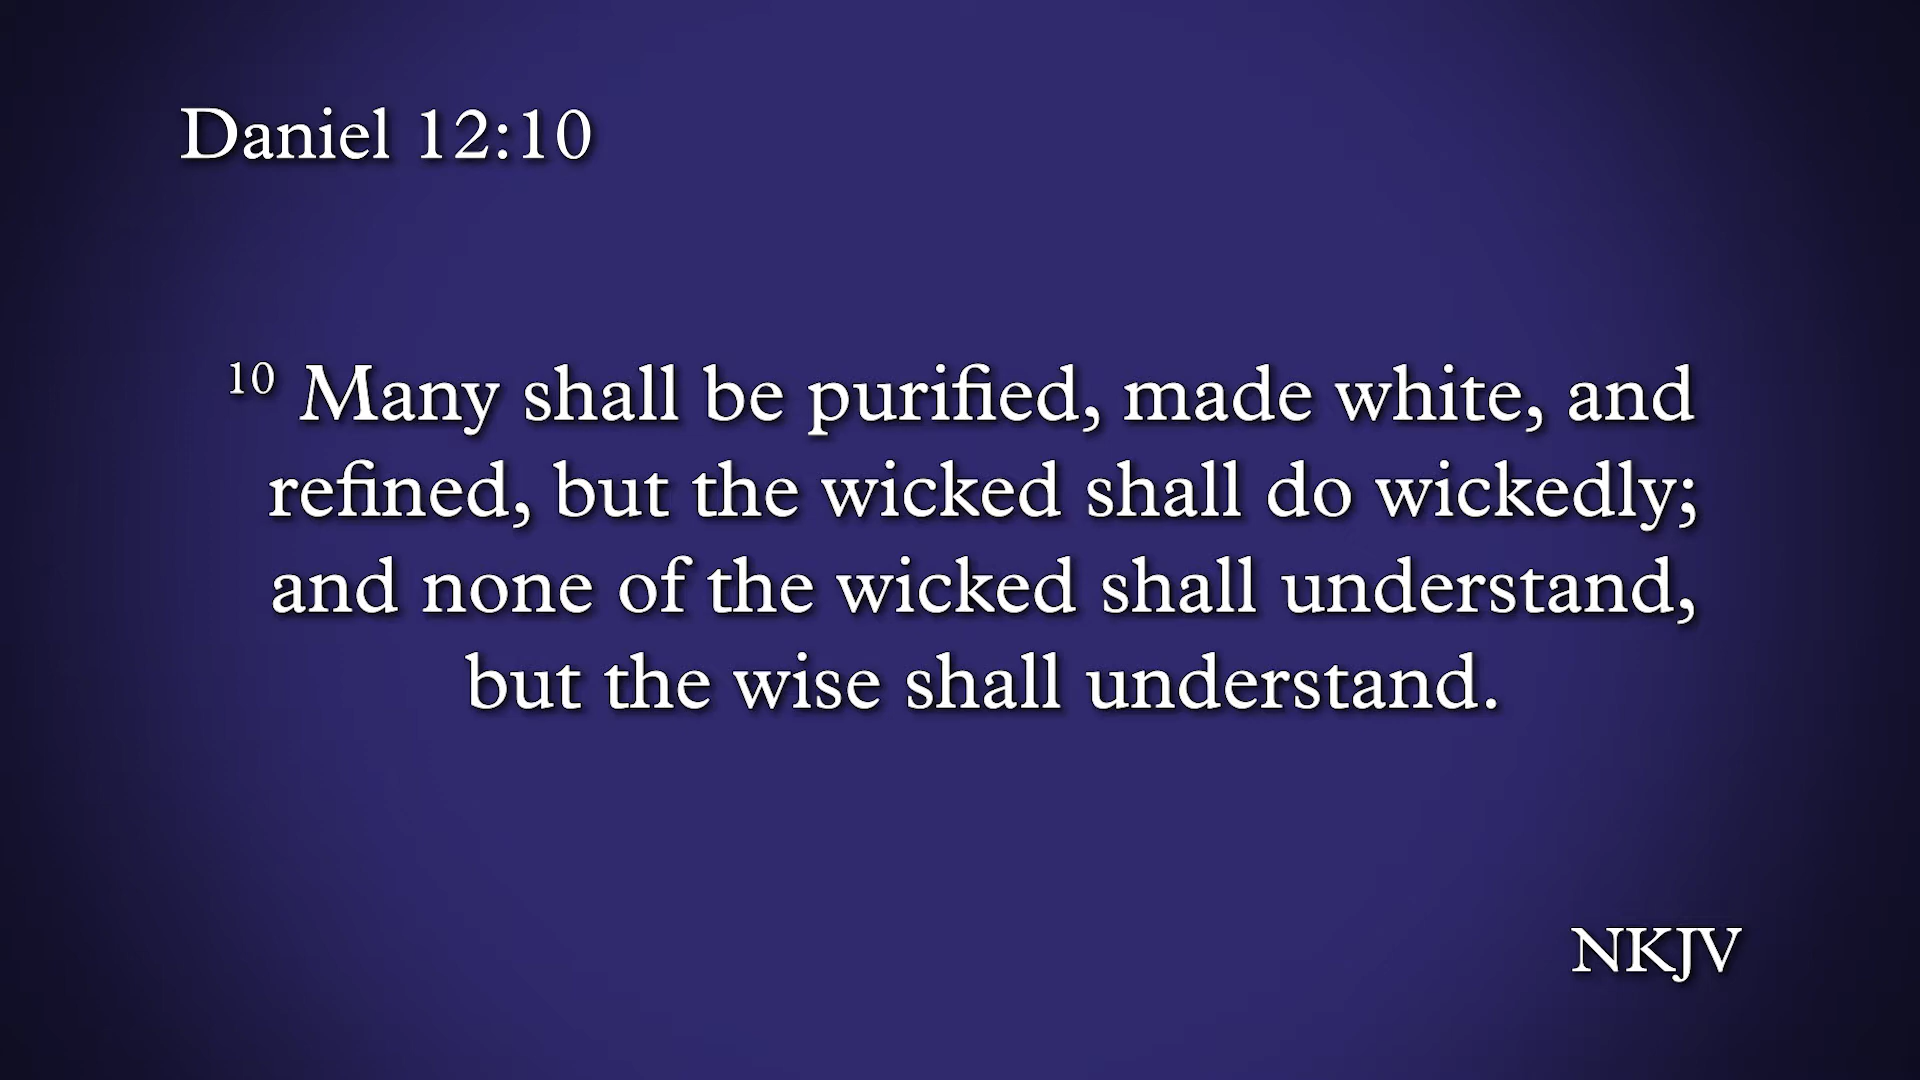 Daniel 12:10
10 Many shall be purified, made white, and
refined, but the wicked shall do wickedly;
and none of the wicked shall understand,
but the wise shall understand.
NKJV